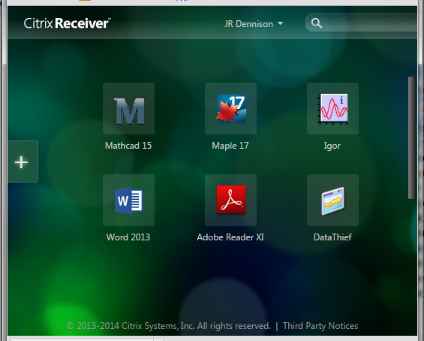 Citrix Receiver™
JR Dennison
M
17
i
Mathcad 15
Maple 17
Igor
+
W
Word 2013
Adobe Reader XI
DataThief
© 2013-2014 Citrix Systems, Inc. All rights reserved. | Third Party Notices